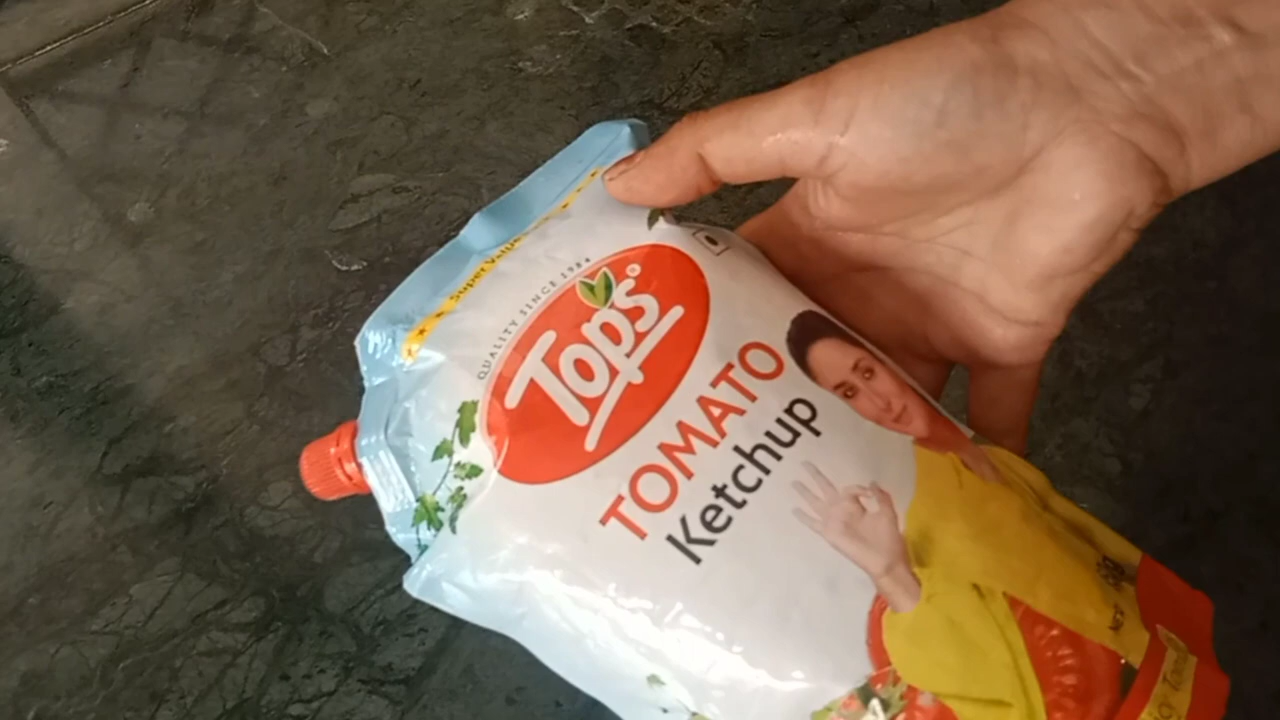 Super Value
QUALITY SINCE 1984
Tops
TOMATO
Ketchup